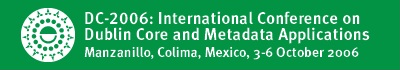 DC-2006: International Conference on
Dublin Core and Metadata Applications
Manzanillo, Colima, Mexico, 3-6 October 2006